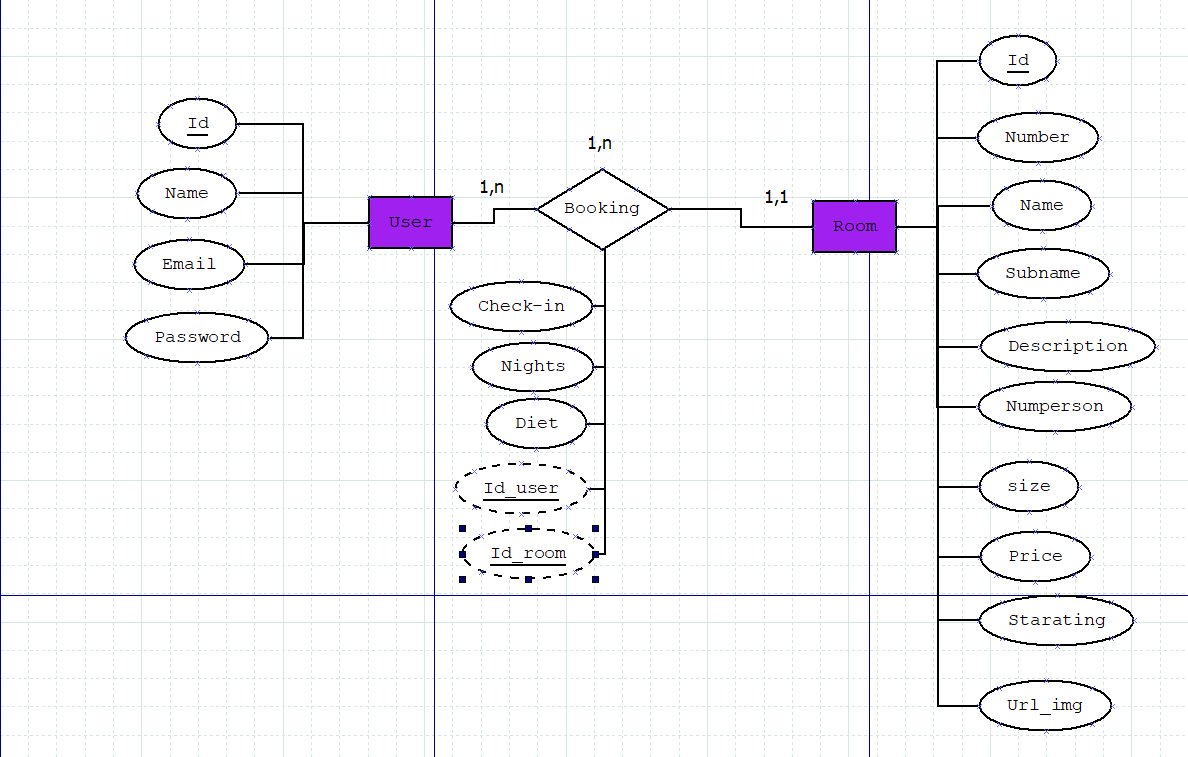 Id
Name
Email
Password
User
1,n
1,n
Booking
1,1
Room
Check-in
Nights
Diet
Id_user
Id_room
Id
Number
Name
Subname
Description
Numperson
size
Price
Starating
Url_img